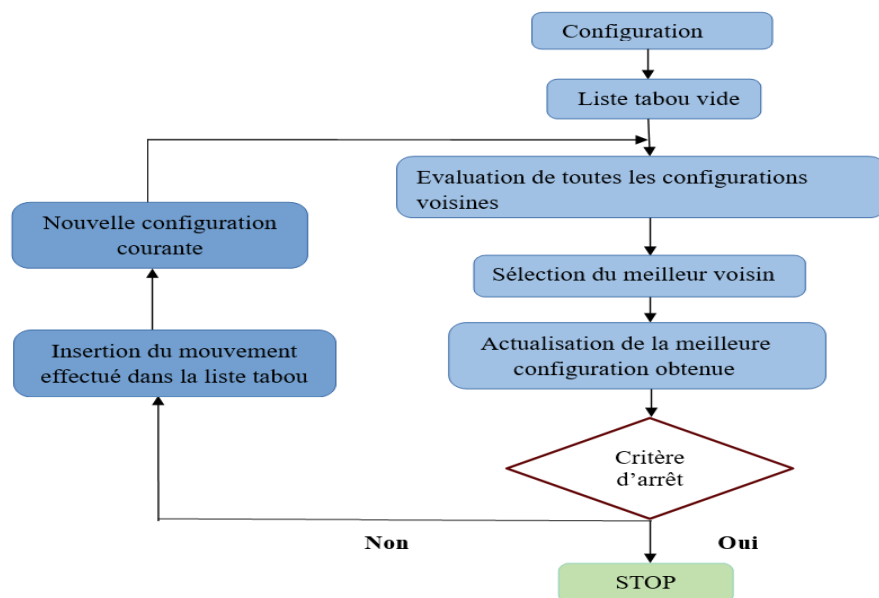 Configuration
Liste tabou vide
Evaluation de toutes les configurations
voisines
Sélection du meilleur voisin
Actualisation de la meilleure
configuration obtenue
Critère
d'arrêt
Non
Oui
STOP
Insertion du mouvement
effectué dans la liste tabou
Nouvelle configuration
courante